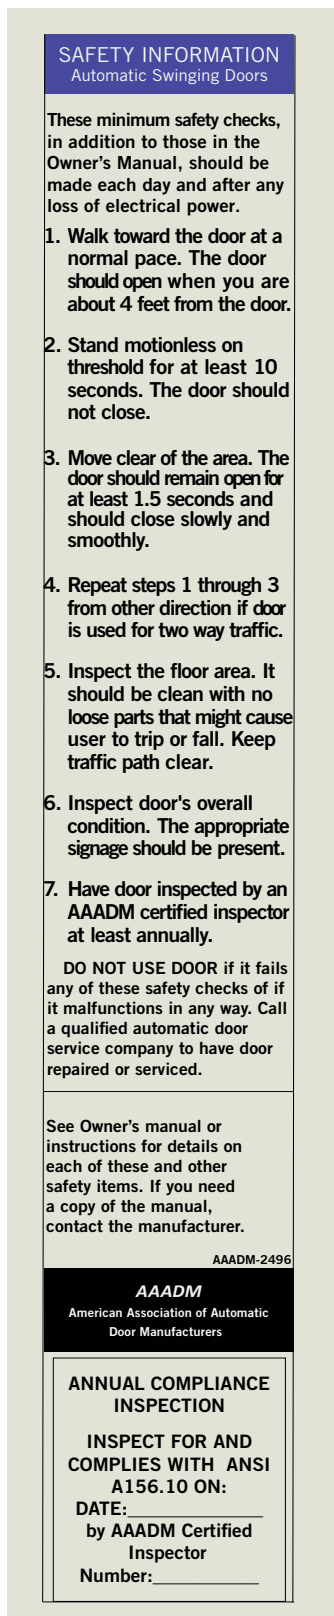 SAFETY INFORMATION
Automatic Swinging Doors
These minimum safety checks,
in addition to those in the
Owner's Manual, should be
made each day and after any
loss of electrical power.
1. Walk toward the door at a
normal pace. The door
should open when you are
about 4 feet from the door.
2. Stand motionless on
threshold for at least 10
seconds. The door should
not close.
3. Move clear of the area. The
door should remain open for
at least 1.5 seconds and
should close slowly and
smoothly.
4. Repeat steps 1 through 3
from other direction if door
is used for two way traffic.
5. Inspect the floor area. It
should be clean with no
loose parts that might cause
user to trip or fall. Keep
traffic path clear.
6. Inspect door's overall
condition. The appropriate
signage should be present.
7. Have door inspected by an
AAADM certified inspector
at least annually.
DO NOT USE DOOR if it fails
any of these safety checks of if
it malfunctions in any way. Call
a qualified automatic door
service company to have door
repaired or serviced.
See Owner's manual or
instructions for details on
each of these and other
safety items. If you need
a copy of the manual,
contact the manufacturer.
AAADM-2496
AAADM
American Association of Automatic
Door Manufacturers
ANNUAL COMPLIANCE
INSPECTION
INSPECT FOR AND
COMPLIES WITH ANSI
A156.10 ON:
DATE:______________
by AAADM Certified
Inspector
Number:___________